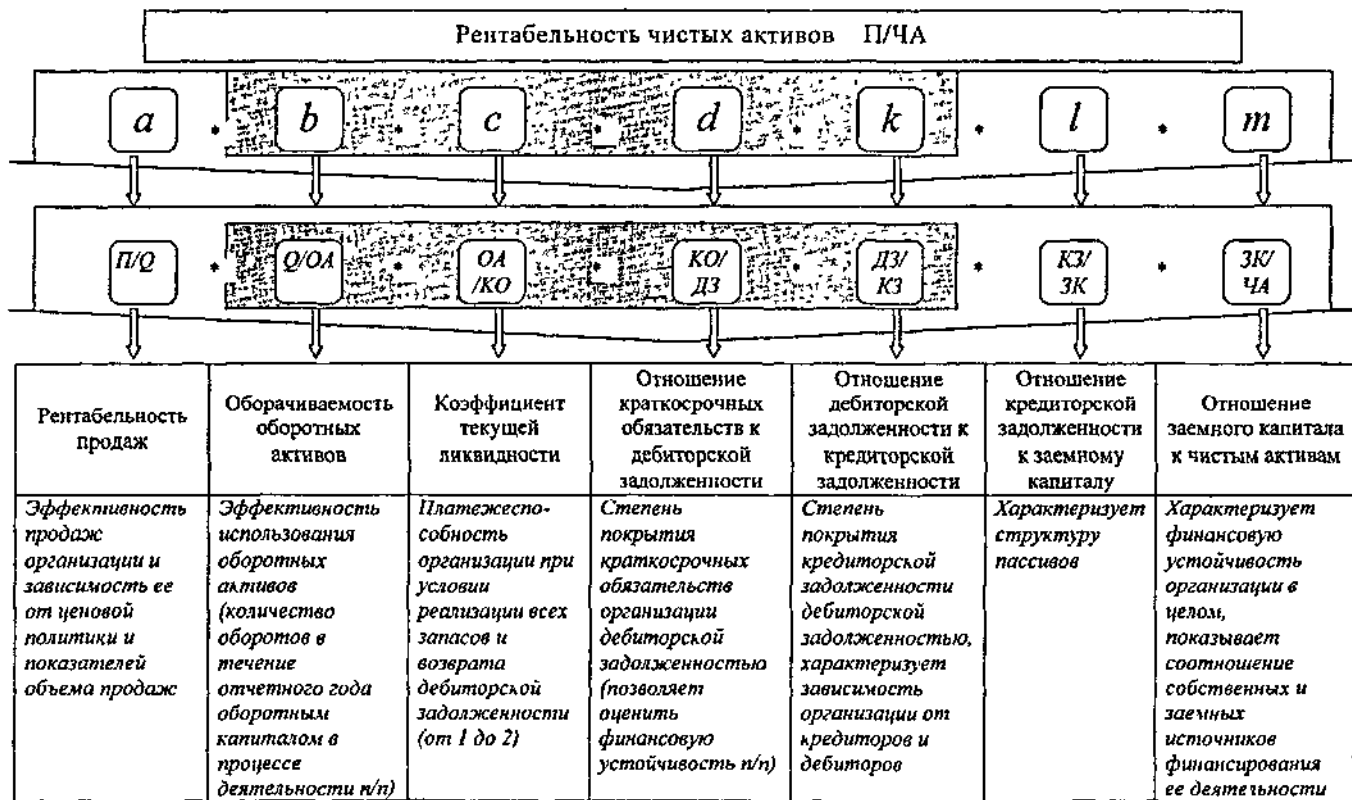 Рентабельность чистых активов П/ЧА
a * b * c * d * k * l * m
П/Q * Q/ОА * ОА /КО * КО/ ДЗ * ДЗ/ КЗ * КЗ/ ЗК * ЗК/ ЧА
Рентабельность
продаж
Оборачиваемость
оборотных
активов
Коэффициент
текущей
ликвидности
Отношение
краткосрочных
обязательств к
дебиторской
задолженности
Отношение
дебиторской
задолженности к
кредиторской
задолженности
Отношение
кредиторской
задолженности
к заемному
капиталу
Отношение
заемного капитала
к чистым активам
Эффективность
продаж
организации и
зависимость ее
от ценовой
политики и
показателей
объема продаж
Эффективность
использования
оборотных
активов
(количество
оборотов в
течение
отчетного года
оборотным
капиталом в
процессе
деятельности п/п)
Платежеспо-
собность
организации при
условии
реализации всех
запасов и
возврата
дебиторской
задолженности
(от 1 до 2)
Степень
покрытия
краткосрочных
обязательств
организации
дебиторской
задолженностью
(позволяет
оценить
финансовую
устойчивость п/п)
Степень
покрытия
кредиторской
задолженности
дебиторской
задолженностью,
характеризует
зависимость
организации от
кредиторов и
дебиторов
Характеризует
структуру
пассивов
Характеризует
финансовую
устойчивость
организации в
целом,
показывает
соотношение
собственных и
заемных
источников
финансирования
ее деятельности